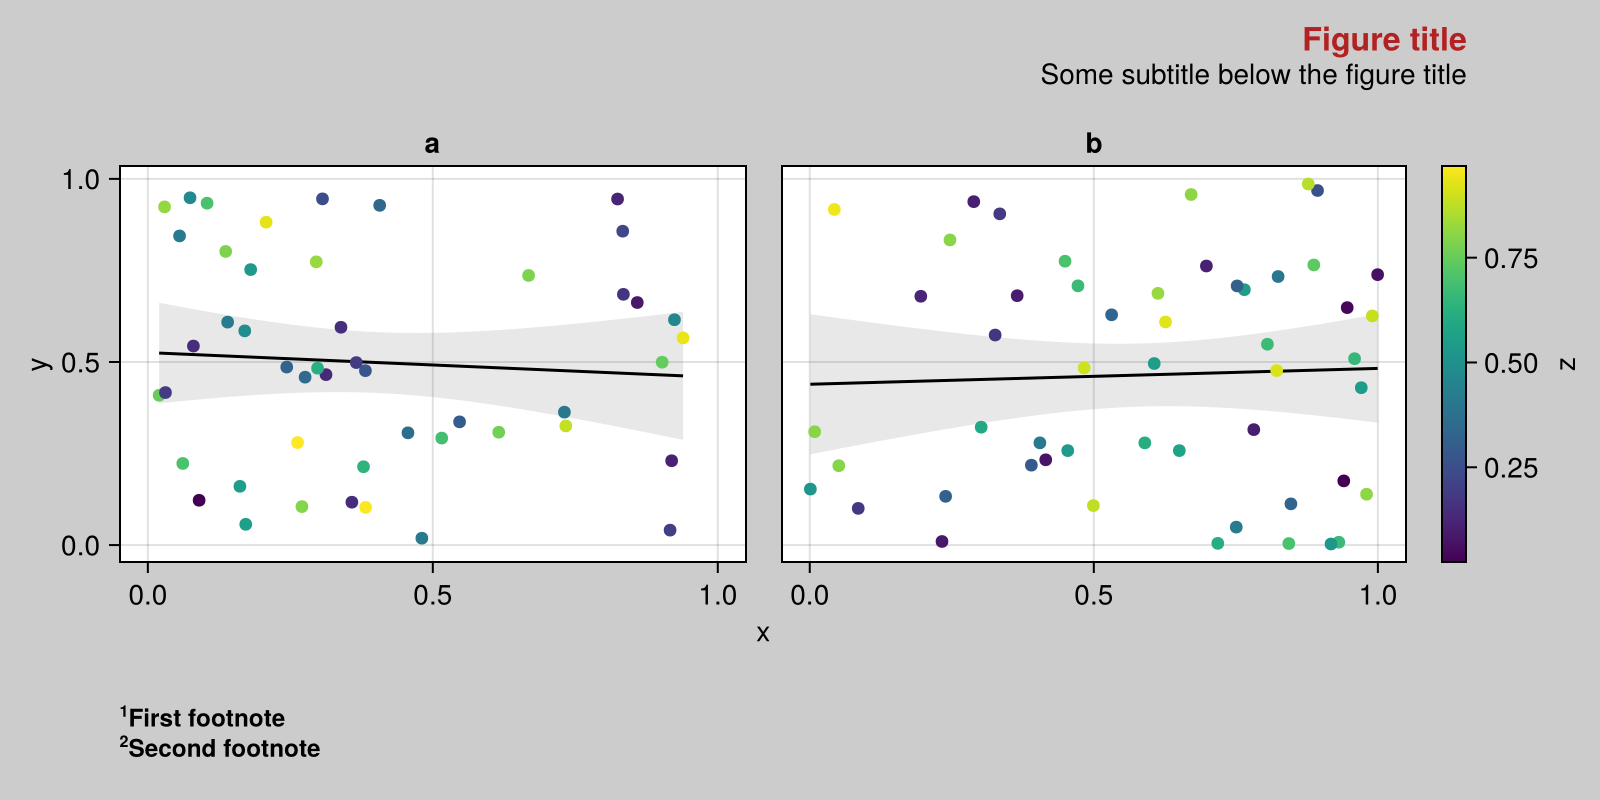 Figure title
Some subtitle below the figure title
a
b
y
1.0
0.5
0.0
0.0 0.5 1.0
0.0 0.5 1.0
x
0.75
0.50
0.25
z
¹First footnote
²Second footnote